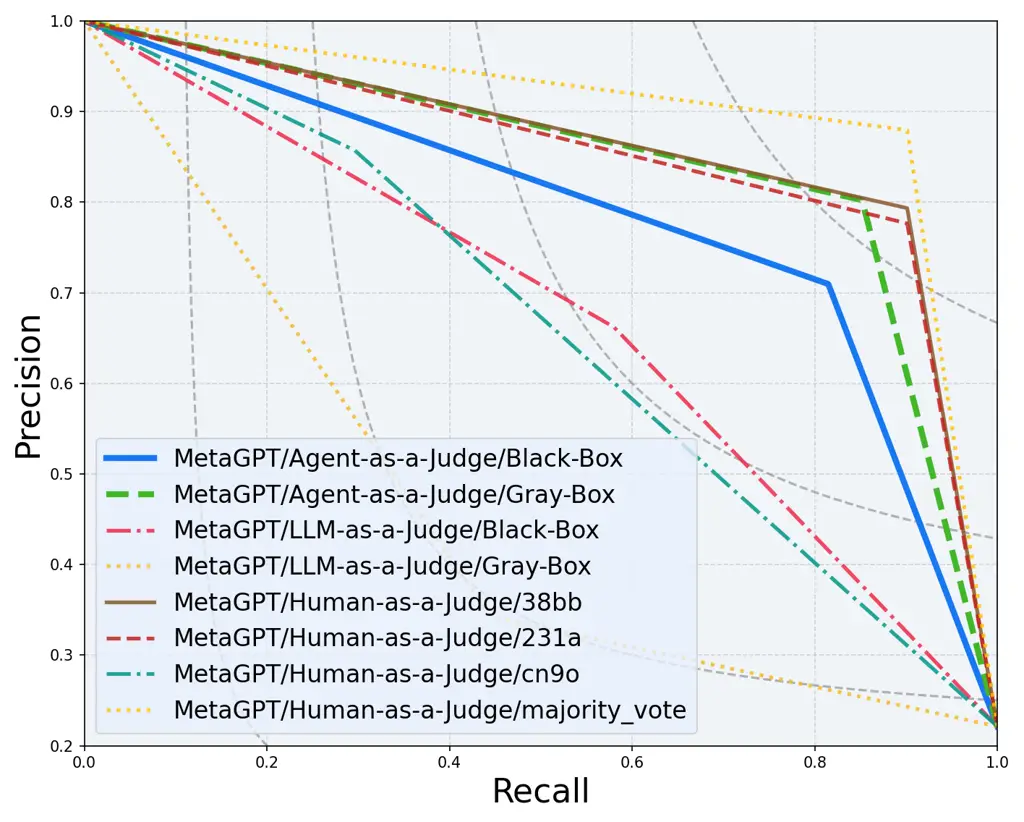 1.0
0.9
0.8
0.7
0.6
0.5
0.4
0.3
0.2
Precision
MetaGPT/Agent-as-a-Judge/Black-Box
MetaGPT/Agent-as-a-Judge/Gray-Box
MetaGPT/LLM-as-a-Judge/Black-Box
MetaGPT/LLM-as-a-Judge/Gray-Box
MetaGPT/Human-as-a-Judge/38bb
MetaGPT/Human-as-a-Judge/231a
MetaGPT/Human-as-a-Judge/cn9o
MetaGPT/Human-as-a-Judge/majority_vote
0.0 0.2 0.4 0.6 0.8 1.0
Recall